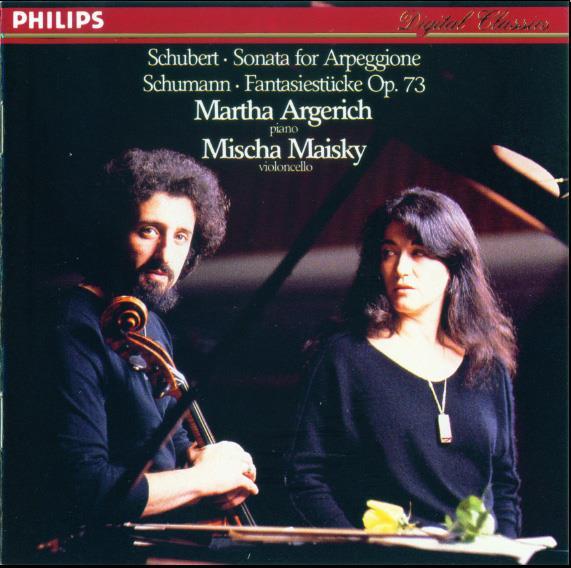 PHILIPS
Digital Classics
Schubert · Sonata for Arpeggione
Schumann · Fantasiestücke Op. 73
Martha Argerich
piano
Mischa Maisky
violoncello